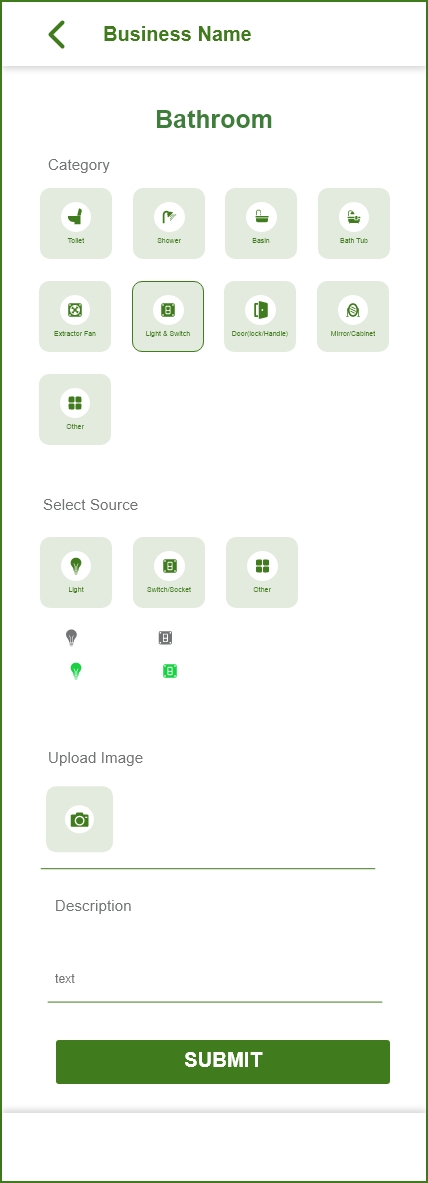 Business Name
Bathroom
Category
Toilet
Shower
Basin
Bath Tub
Extractor Fan
Light & Switch
Door(lock/Handle)
Mirror/Cabinet
Other
Select Source
Light
Switch/Socket
Other
Upload Image
Description
text
SUBMIT